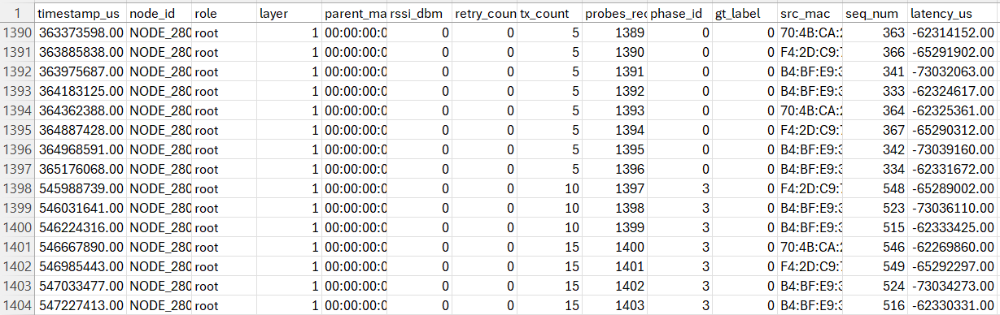 1 timestamp_us node_id role layer parent_ma rssi_dbm retry_coun tx_count probes_rec phase_id gt_label src_mac seq_num latency_us
1390 363373598.00 NODE_280 root 1 00:00:00:0 0 0 5 1389 0 0 70:4B:CA:2 363 -62314152.00
1391 363885838.00 NODE_280 root 1 00:00:00:0 0 0 5 1390 0 0 F4:2D:C9:7 366 -65291902.00
1392 363975687.00 NODE_280 root 1 00:00:00:0 0 0 5 1391 0 0 B4:BF:E9:3 341 -73032063.00
1393 364183125.00 NODE_280 root 1 00:00:00:0 0 0 5 1392 0 0 B4:BF:E9:3 333 -62324617.00
1394 364362388.00 NODE_280 root 1 00:00:00:0 0 0 5 1393 0 0 70:4B:CA:2 364 -62325361.00
1395 364887428.00 NODE_280 root 1 00:00:00:0 0 0 5 1394 0 0 F4:2D:C9:7 367 -65290312.00
1396 364968591.00 NODE_280 root 1 00:00:00:0 0 0 5 1395 0 0 B4:BF:E9:3 342 -73039160.00
1397 365176068.00 NODE_280 root 1 00:00:00:0 0 0 5 1396 0 0 B4:BF:E9:3 334 -62331672.00
1398 545988739.00 NODE_280 root 1 00:00:00:0 0 0 10 1397 3 0 F4:2D:C9:7 548 -65289002.00
1399 546031641.00 NODE_280 root 1 00:00:00:0 0 0 10 1398 3 0 B4:BF:E9:3 523 -73036110.00
1400 546224316.00 NODE_280 root 1 00:00:00:0 0 0 10 1399 3 0 B4:BF:E9:3 515 -62333425.00
1401 546667890.00 NODE_280 root 1 00:00:00:0 0 0 15 1400 3 0 70:4B:CA:2 546 -62269860.00
1402 546985443.00 NODE_280 root 1 00:00:00:0 0 0 15 1401 3 0 F4:2D:C9:7 549 -65292297.00
1403 547033477.00 NODE_280 root 1 00:00:00:0 0 0 15 1402 3 0 B4:BF:E9:3 524 -73034273.00
1404 547227413.00 NODE_280 root 1 00:00:00:0 0 0 15 1403 3 0 B4:BF:E9:3 516 -62330331.00